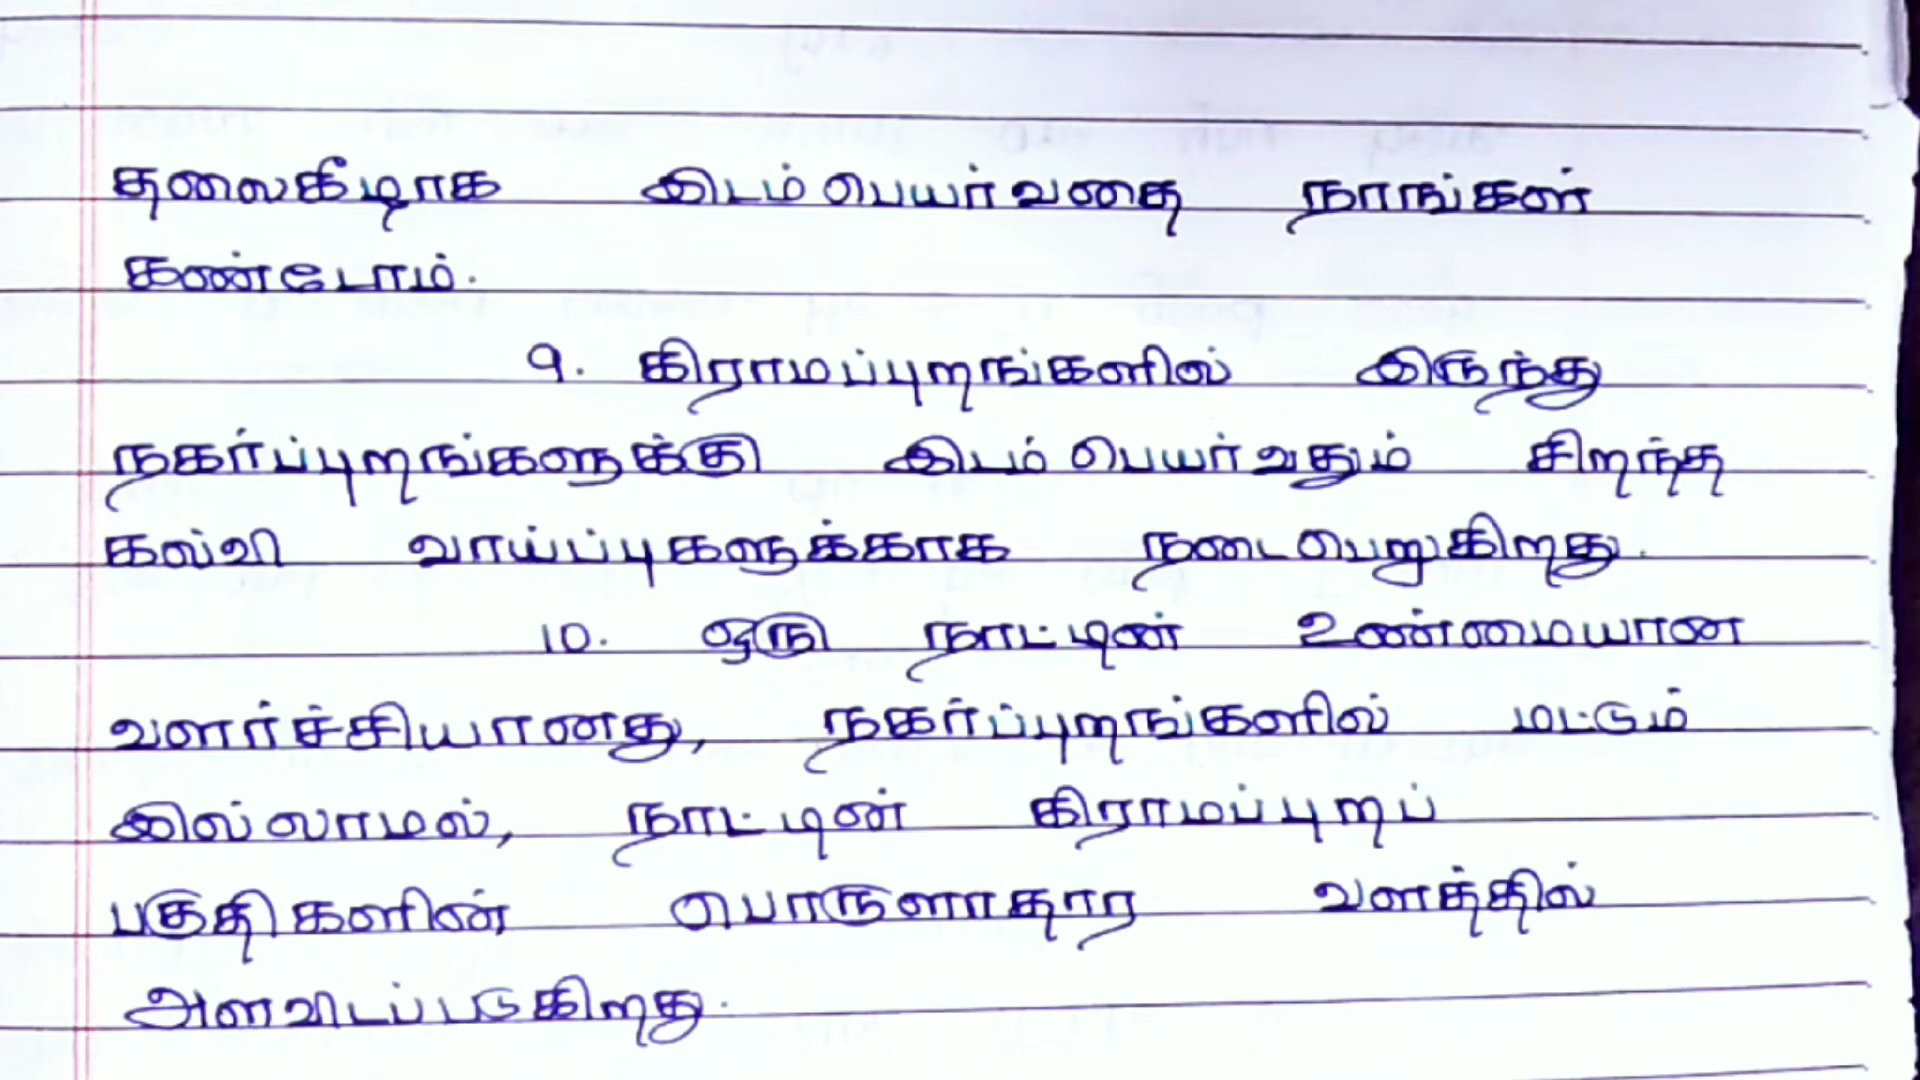 தலைகீழாக இடம்பெயர்வதை நாங்கள்
கண்டோம்.
9. கிராமப்புறங்களில் இருந்து
நகர்ப்புறங்களுக்கு இடம்பெயர்வதும் சிறந்த
கல்வி வாய்ப்புகளுக்காக நடைபெறுகிறது.
10. ஒரு நாட்டின் உண்மையான
வளர்ச்சியானது, நகர்ப்புறங்களில் மட்டும்
இல்லாமல், நாட்டின் கிராமப்புறப்
பகுதிகளின் பொருளாதார வளத்தில்
அளவிடப்படுகிறது.